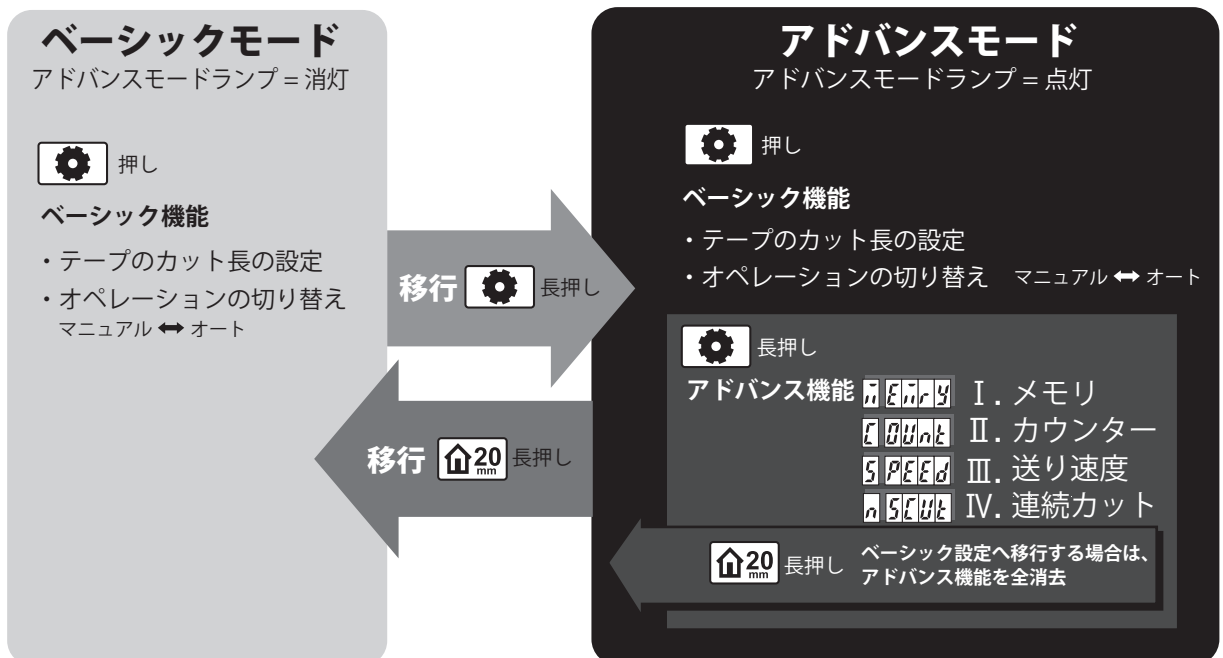 ベーシックモード
アドバンスモードランプ = 消灯
押し
ベーシック機能
・テープのカット長の設定
・オペレーションの切り替え
マニュアル ⬌ オート
移行 長押し
移行 20 mm 長押し
アドバンスモード
アドバンスモードランプ = 点灯
押し
ベーシック機能
・テープのカット長の設定
・オペレーションの切り替え マニュアル ⬌ オート
長押し
アドバンス機能 Ⅰ. メモリ
C OUnt Ⅱ. カウンター
S PEEd Ⅲ. 送り速度
n SCUt Ⅳ. 連続カット
20 mm 長押し ベーシック設定へ移行する場合は、
アドバンス機能を全消去